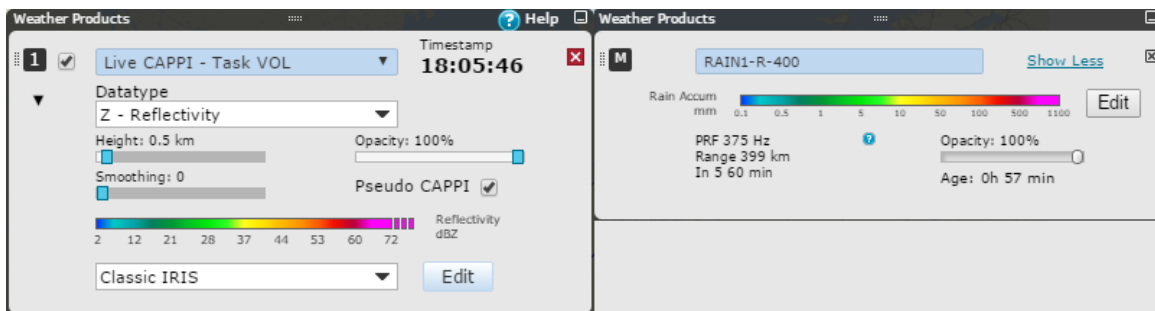 Weather Products
Help
1
Live CAPPI - Task VOL
Timestamp
18:05:46
Datatype
Z - Reflectivity
Height: 0.5 km
Opacity: 100%
Smoothing: 0
Pseudo CAPPI
Reflectivity
dBZ
2 12 21 28 37 44 53 60 72
Classic IRIS
Edit
Weather Products
M
RAIN1-R-400
Show Less
Rain Accum
mm
0.1 0.5 1 5 10 50 100 500 1100
Edit
PRF 375 Hz
Range 399 km
In 5 60 min
Opacity: 100%
Age: 0h 57 min